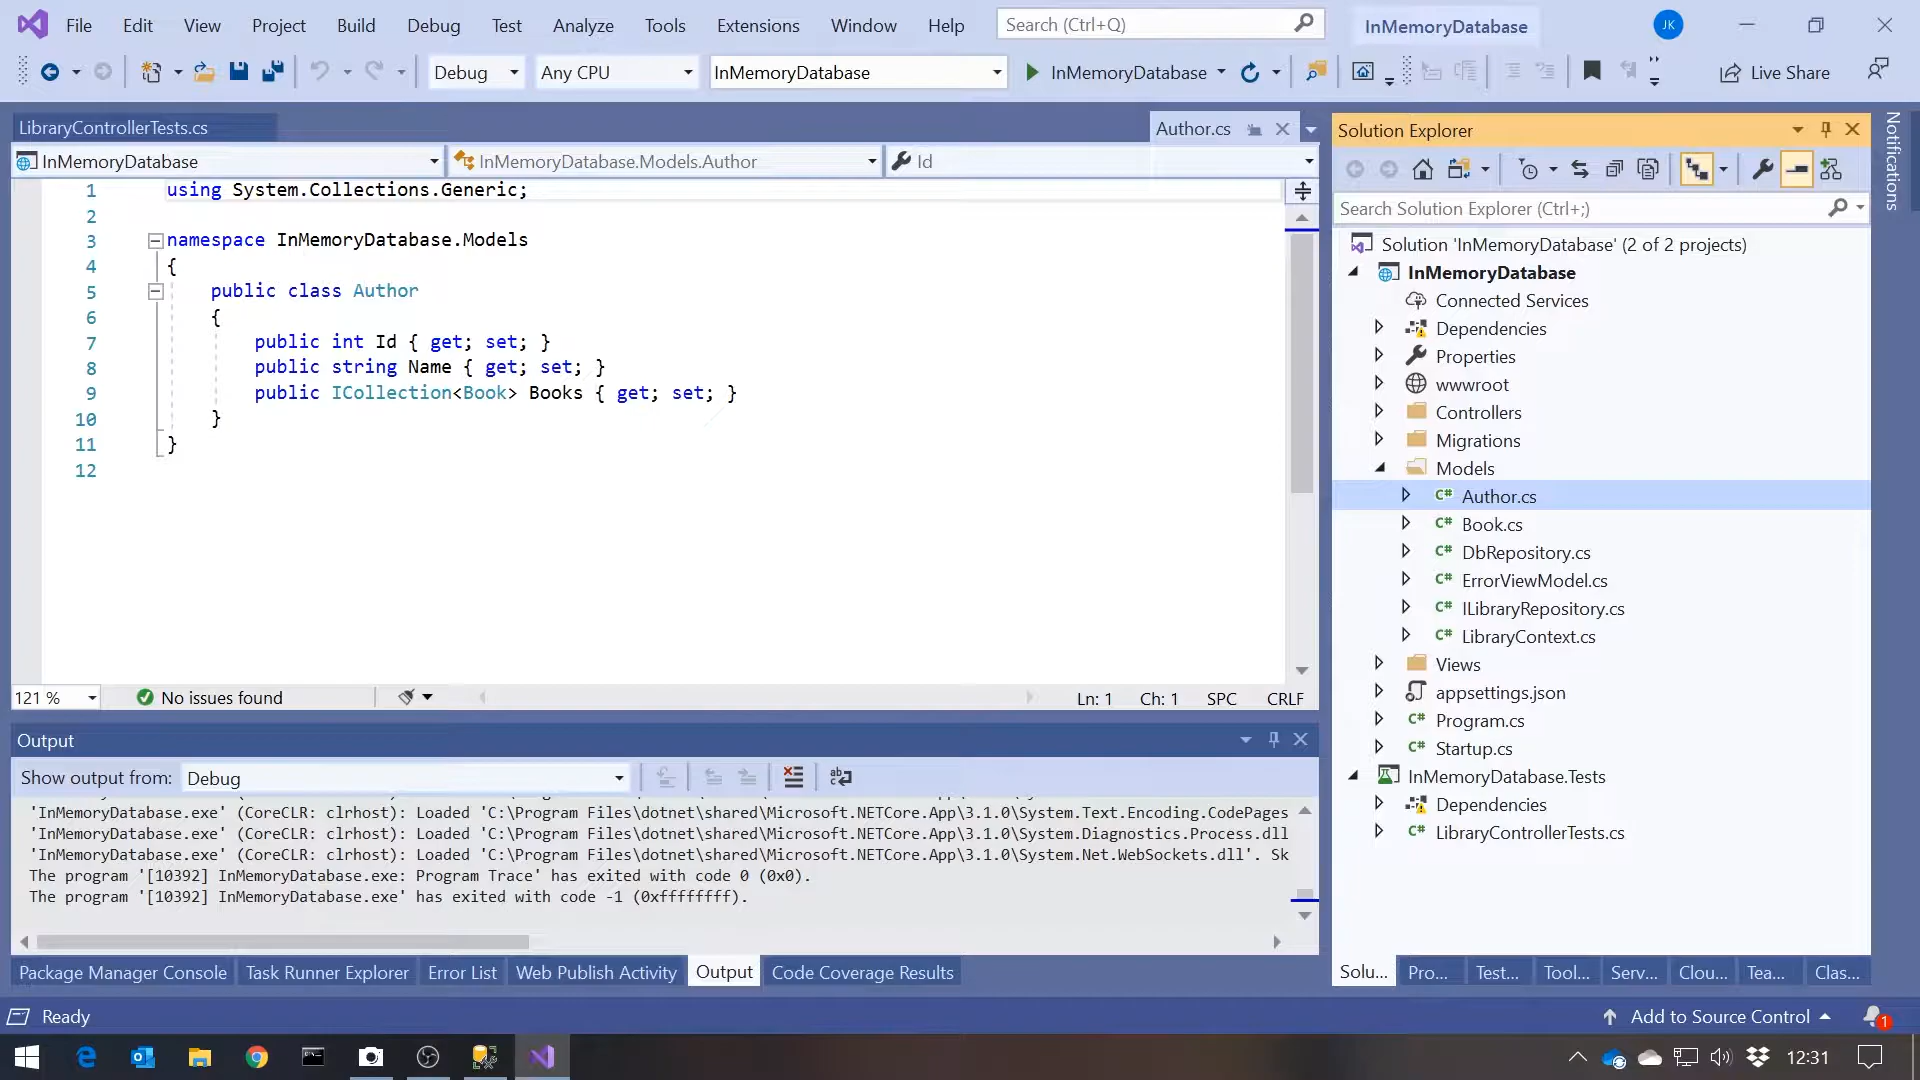 File Edit View Project Build Debug Test Analyze Tools Extensions Window Help Search (Ctrl+Q) InMemoryDatabase JK
Debug Any CPU InMemoryDatabase InMemoryDatabase Live Share
LibraryControllerTests.cs Author.cs
InMemoryDatabase InMemoryDatabase.Models.Author Id
1 using System.Collections.Generic;
2
3 namespace InMemoryDatabase.Models
4 {
5 public class Author
6 {
7 public int Id { get; set; }
8 public string Name { get; set; }
9 public ICollection<Book> Books { get; set; }
10 }
11 }
12
121 % No issues found Ln: 1 Ch: 1 SPC CRLF
Output
Show output from: Debug
'InMemoryDatabase.exe' (CoreCLR: clrhost): Loaded 'C:\Program Files\dotnet\shared\Microsoft.NETCore.App\3.1.0\System.Text.Encoding.CodePages
'InMemoryDatabase.exe' (CoreCLR: clrhost): Loaded 'C:\Program Files\dotnet\shared\Microsoft.NETCore.App\3.1.0\System.Diagnostics.Process.dll
'InMemoryDatabase.exe' (CoreCLR: clrhost): Loaded 'C:\Program Files\dotnet\shared\Microsoft.NETCore.App\3.1.0\System.Net.WebSockets.dll'. Sk
The program '[10392] InMemoryDatabase.exe: Program Trace' has exited with code 0 (0x0).
The program '[10392] InMemoryDatabase.exe' has exited with code -1 (0xffffffff).
Package Manager Console Task Runner Explorer Error List Web Publish Activity Output Code Coverage Results
Solution Explorer
Search Solution Explorer (Ctrl+;)
Solution 'InMemoryDatabase' (2 of 2 projects)
InMemoryDatabase
Connected Services
Dependencies
Properties
wwwroot
Controllers
Migrations
Models
C# Author.cs
C# Book.cs
C# DbRepository.cs
C# ErrorViewModel.cs
C# ILibraryRepository.cs
C# LibraryContext.cs
Views
appsettings.json
C# Program.cs
C# Startup.cs
InMemoryDatabase.Tests
Dependencies
C# LibraryControllerTests.cs
Solu... Pro... Test... Tool... Serv... Clou... Tea... Clas...
Notifications
Ready Add to Source Control 1
12:31